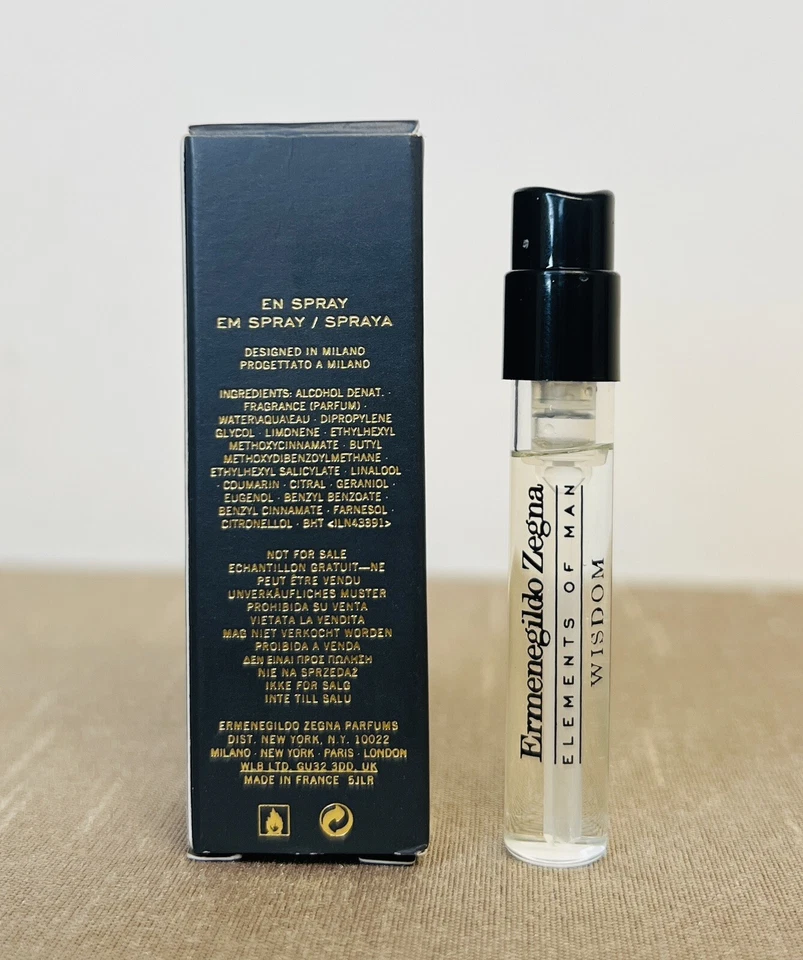 EN SPRAY
EM SPRAY / SPRAYA
DESIGNED IN MILANO
PROGETTATO A MILANO
INGREDIENTS: ALCOHOL DENAT. ·
FRAGRANCE (PARFUM) ·
WATER\AQUA\EAU · DIPROPYLENE
GLYCOL · LIMONENE · ETHYLHEXYL
METHOXYCINNAMATE · BUTYL
METHOXYDIBENZOYLMETHANE ·
ETHYLHEXYL SALICYLATE · LINALOOL
· COUMARIN · CITRAL · GERANIOL ·
EUGENOL · BENZYL BENZOATE ·
BENZYL CINNAMATE · FARNESOL ·
CITRONELLOL · BHT <ILN43391>
NOT FOR SALE
ECHANTILLON GRATUIT—NE
PEUT ÊTRE VENDU
UNVERKÄUFLICHES MUSTER
PROHIBIDA SU VENTA
VIETATA LA VENDITA
MAG NIET VERKOCHT WORDEN
PROIBIDA A VENDA
ΔΕΝ ΕΙΝΑΙ ΠΡΟΣ ΠΩΛΗΣΗ
NIE NA SPRZEDAŻ
IKKE FOR SALG
INTE TILL SALU
ERMENEGILDO ZEGNA PARFUMS
DIST. NEW YORK, N.Y. 10022
MILANO · NEW YORK · PARIS · LONDON
WLB LTD, GU32 3DD, UK
MADE IN FRANCE 5JLR
Ermenegildo Zegna
ELEMENTS OF MAN
WISDOM